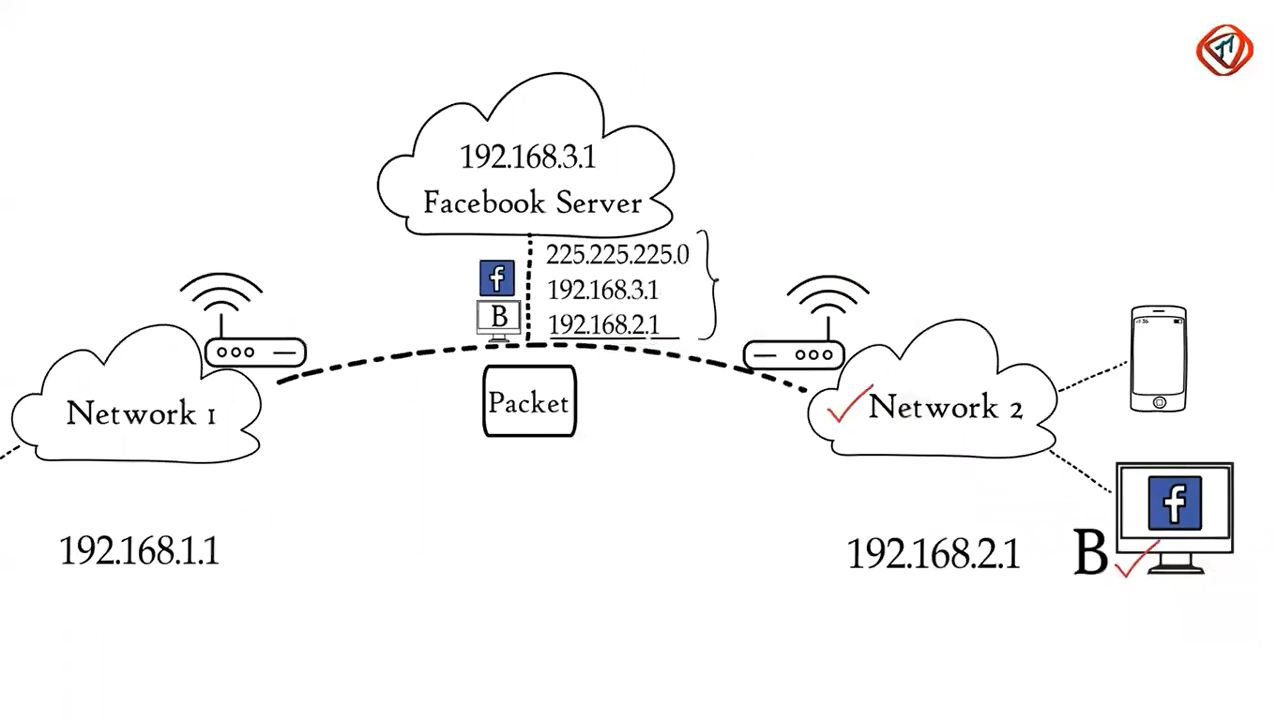 192.168.3.1
Facebook Server
225.225.225.0
192.168.3.1
B
192.168.2.1
Packet
Network 1
Network 2
192.168.1.1
192.168.2.1
B